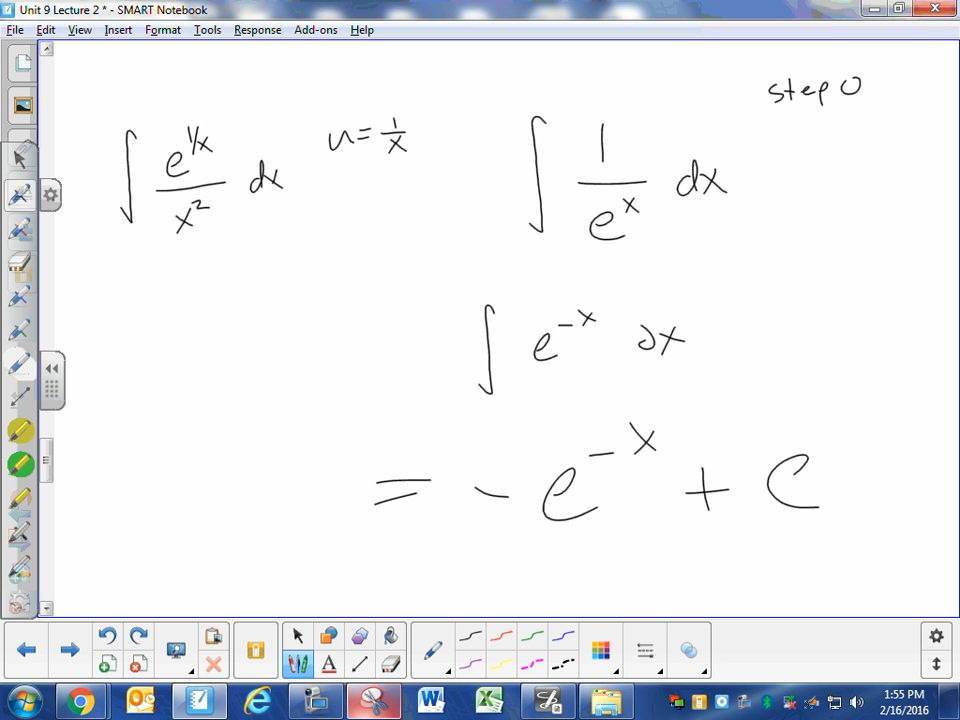 Unit 9 Lecture 2 * - SMART Notebook
File Edit View Insert Format Tools Response Add-ons Help
step 0
∫ e^(1/x) / x² dx u = 1/x ∫ 1 / e^x dx
∫ e^(-x) dx
= -e^(-x) + C
1:55 PM
2/16/2016